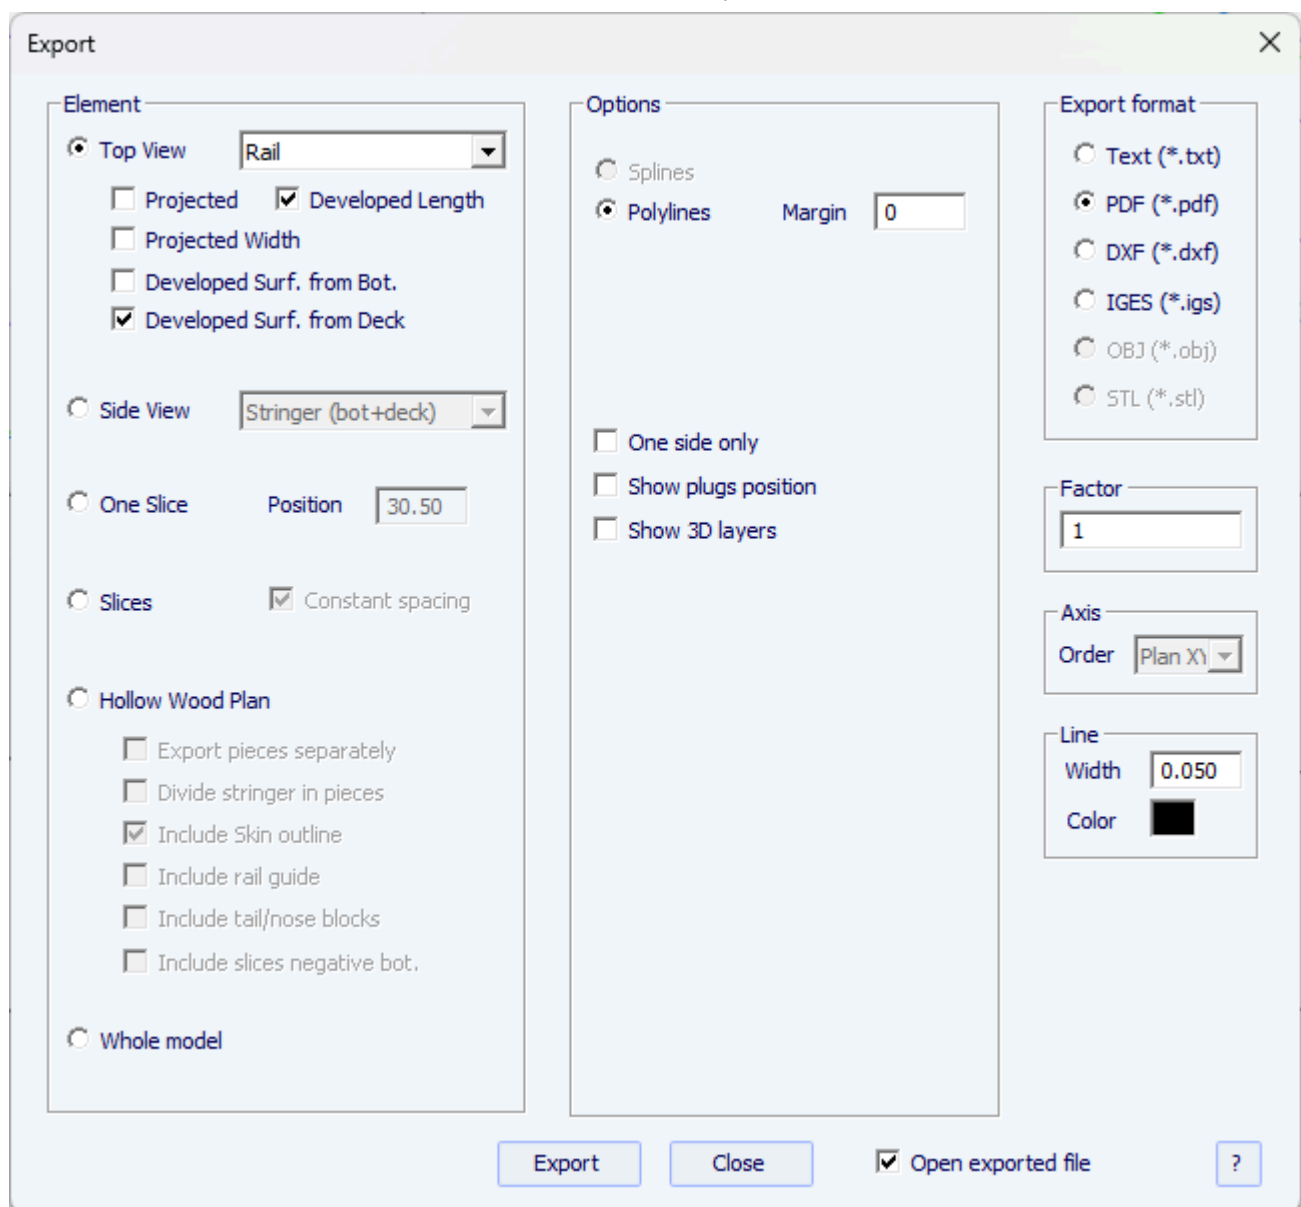 Export
Element
Top View Rail
Projected Developed Length
Projected Width
Developed Surf. from Bot.
Developed Surf. from Deck
Side View Stringer (bot+deck)
One Slice Position 30.50
Slices Constant spacing
Hollow Wood Plan
Export pieces separately
Divide stringer in pieces
Include Skin outline
Include rail guide
Include tail/nose blocks
Include slices negative bot.
Whole model
Options
Splines
Polylines Margin 0
One side only
Show plugs position
Show 3D layers
Export format
Text (*.txt)
PDF (*.pdf)
DXF (*.dxf)
IGES (*.igs)
OBJ (*.obj)
STL (*.stl)
Factor
1
Axis
Order Plan XY
Line
Width 0.050
Color
Export Close Open exported file ?